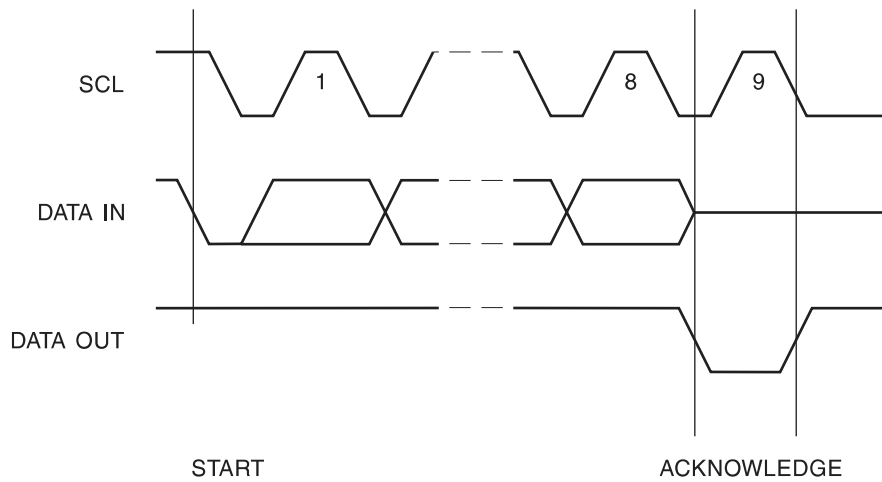 SCL
1
8
9
DATA IN
DATA OUT
START
ACKNOWLEDGE